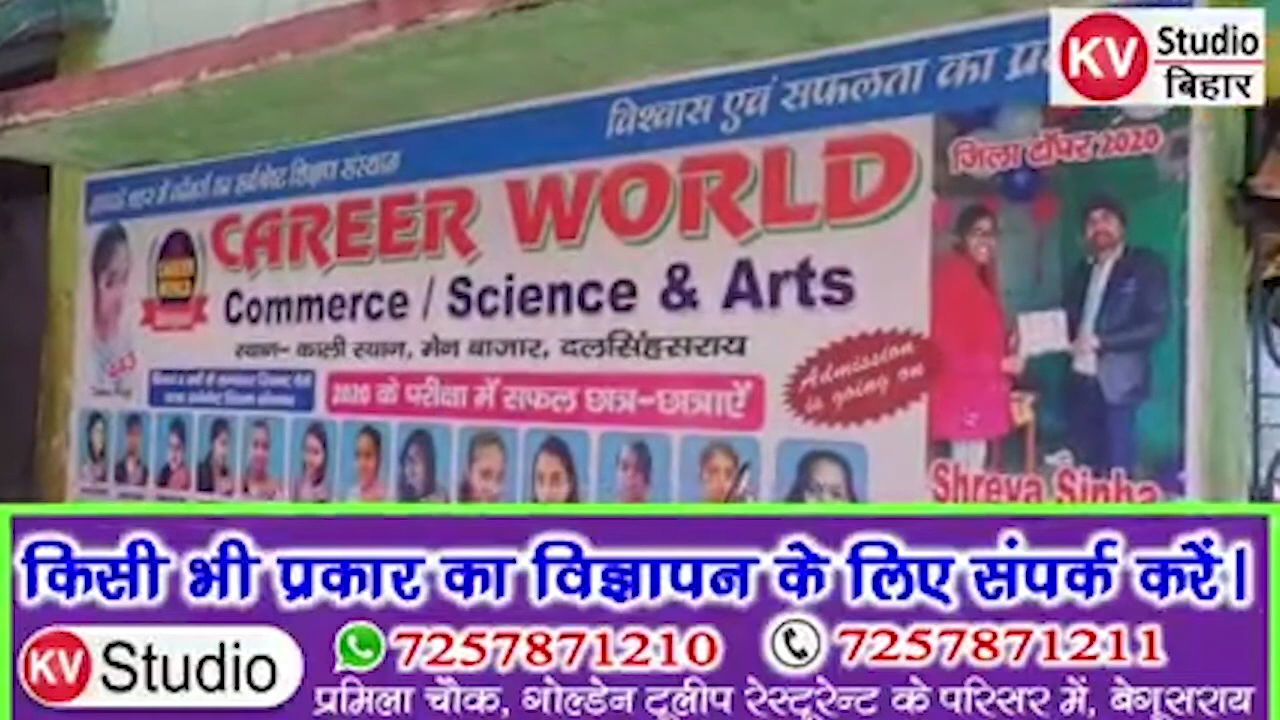 KV Studio
बिहार
विश्वास एवं सफलता का
जिला टॉपर 2020
CAREER WORLD
Commerce / Science & Arts
स्थान- काली स्थान, मेन बाजार, दलसिंहसराय
Admission
is going on
2020 के परीक्षा में सफल छात्र-छात्राएँ
443
Shreya Sinha
किसी भी प्रकार का विज्ञापन के लिए संपर्क करें।
KV Studio
7257871210
7257871211
प्रमिला चौक, गोल्डेन टूलीप रेस्टूरेन्ट के परिसर में, बेगूसराय